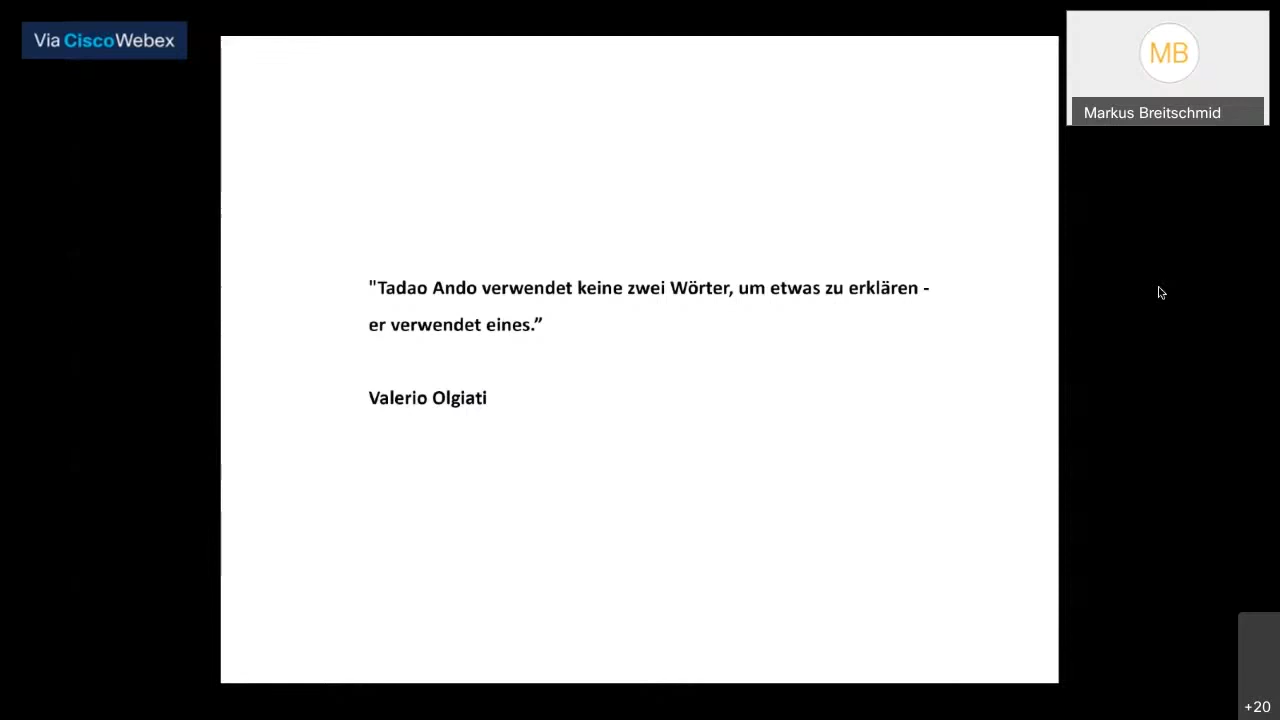 Via CiscoWebex
MB
Markus Breitschmid
"Tadao Ando verwendet keine zwei Wörter, um etwas zu erklären -
er verwendet eines.”
Valerio Olgiati
+20